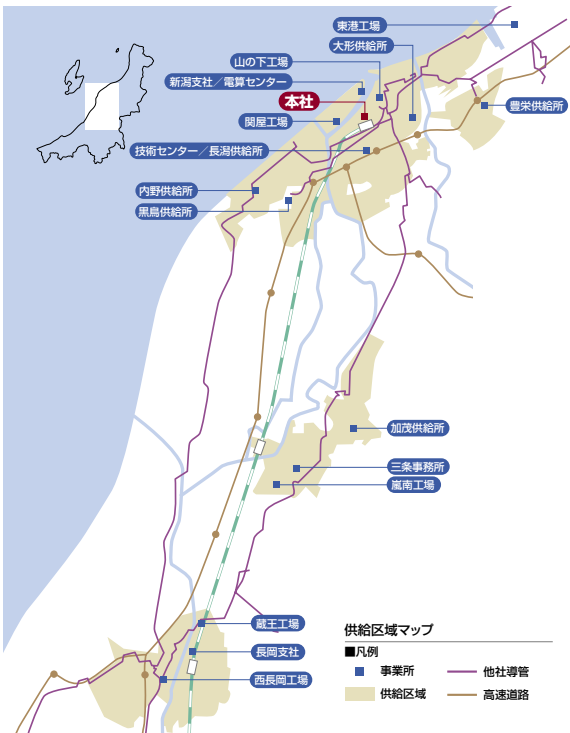 東港工場
大形供給所
山の下工場
新潟支社／電算センター
本社
豊栄供給所
関屋工場
技術センター／長潟供給所
内野供給所
黒鳥供給所
加茂供給所
三条事務所
嵐南工場
蔵王工場
長岡支社
西長岡工場
供給区域マップ
■凡例
事業所 他社導管
供給区域 高速道路